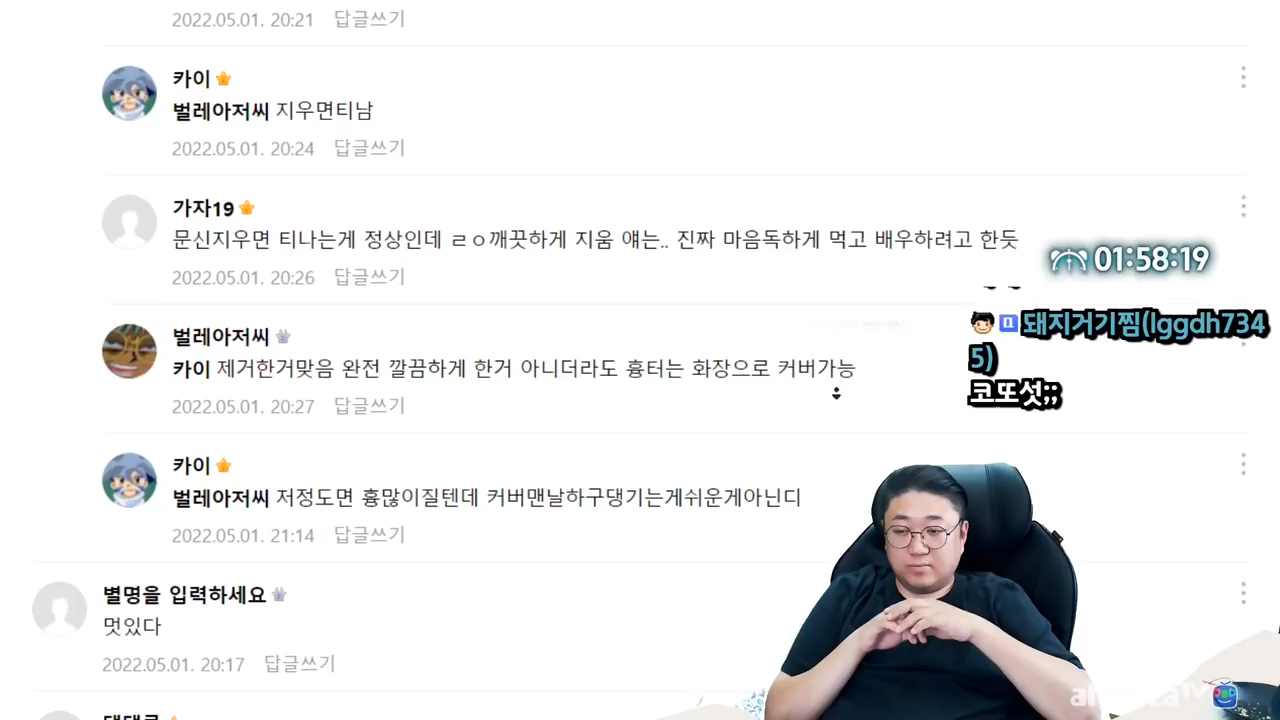 2022.05.01. 20:21 답글쓰기
카이
벌레아저씨 지우면티남
2022.05.01. 20:24 답글쓰기
가자19
문신지우면 티나는게 정상인데 ㄹㅇ깨끗하게 지움 얘는.. 진짜 마음독하게 먹고 배우하려고 한듯
2022.05.01. 20:26 답글쓰기
01:58:19
벌레아저씨
카이 제거한거맞음 완전 깔끔하게 한거 아니더라도 흉터는 화장으로 커버가능
2022.05.01. 20:27 답글쓰기
돼지거기찜(lggdh734
5)
코또섯;;
카이
벌레아저씨 저정도면 흉많이질텐데 커버맨날하구댕기는게쉬운게아닌디
2022.05.01. 21:14 답글쓰기
별명을 입력하세요
멋있다
2022.05.01. 20:17 답글쓰기